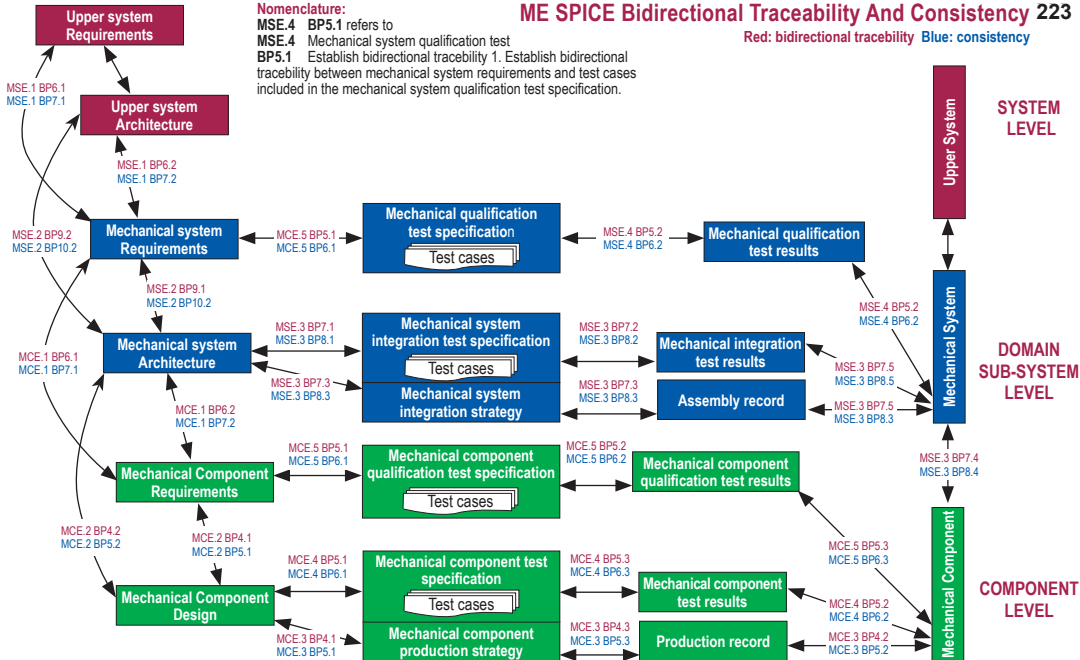 ME SPICE Bidirectional Traceability And Consistency 223
Red: bidirectional tracebility Blue: consistency
Nomenclature:
MSE.4 BP5.1 refers to
MSE.4 Mechanical system qualification test
BP5.1 Establish bidirectional tracebility 1. Establish bidirectional
tracebility between mechanical system requirements and test cases
included in the mechanical system qualification test specification.
Upper system
Requirements
MSE.1 BP6.1
MSE.1 BP7.1
Upper system
Architecture
MSE.1 BP6.2
MSE.1 BP7.2
Upper System
SYSTEM
LEVEL
MSE.2 BP9.2
MSE.2 BP10.2
Mechanical system
Requirements
MCE.5 BP5.1
MCE.5 BP6.1
Mechanical qualification
test specification
Test cases
MSE.4 BP5.2
MSE.4 BP6.2
Mechanical qualification
test results
MSE.4 BP5.2
MSE.4 BP6.2
MSE.2 BP9.1
MSE.2 BP10.2
Mechanical system
Architecture
MSE.3 BP7.1
MSE.3 BP8.1
MSE.3 BP7.3
MSE.3 BP8.3
Mechanical system
integration test specification
Test cases
Mechanical system
integration strategy
MSE.3 BP7.2
MSE.3 BP8.2
MSE.3 BP7.3
MSE.3 BP8.3
Mechanical integration
test results
Assembly record
MSE.3 BP7.5
MSE.3 BP8.5
MSE.3 BP7.5
MSE.3 BP8.3
Mechanical System
DOMAIN
SUB-SYSTEM
LEVEL
MCE.1 BP6.1
MCE.1 BP7.1
MCE.1 BP6.2
MCE.1 BP7.2
MSE.3 BP7.4
MSE.3 BP8.4
Mechanical Component
Requirements
MCE.5 BP5.1
MCE.5 BP6.1
Mechanical component
qualification test specification
Test cases
MCE.5 BP5.2
MCE.5 BP6.2
Mechanical component
qualification test results
MCE.5 BP5.3
MCE.5 BP6.3
MCE.2 BP4.2
MCE.2 BP5.2
MCE.2 BP4.1
MCE.2 BP5.1
Mechanical Component
Design
MCE.4 BP5.1
MCE.4 BP6.1
MCE.3 BP4.1
MCE.3 BP5.1
Mechanical component test
specification
Test cases
Mechanical component
production strategy
MCE.4 BP5.3
MCE.4 BP6.3
MCE.3 BP4.3
MCE.3 BP5.3
Mechanical component
test results
Production record
MCE.4 BP5.2
MCE.4 BP6.2
MCE.3 BP4.2
MCE.3 BP5.2
Mechanical Component
COMPONENT
LEVEL